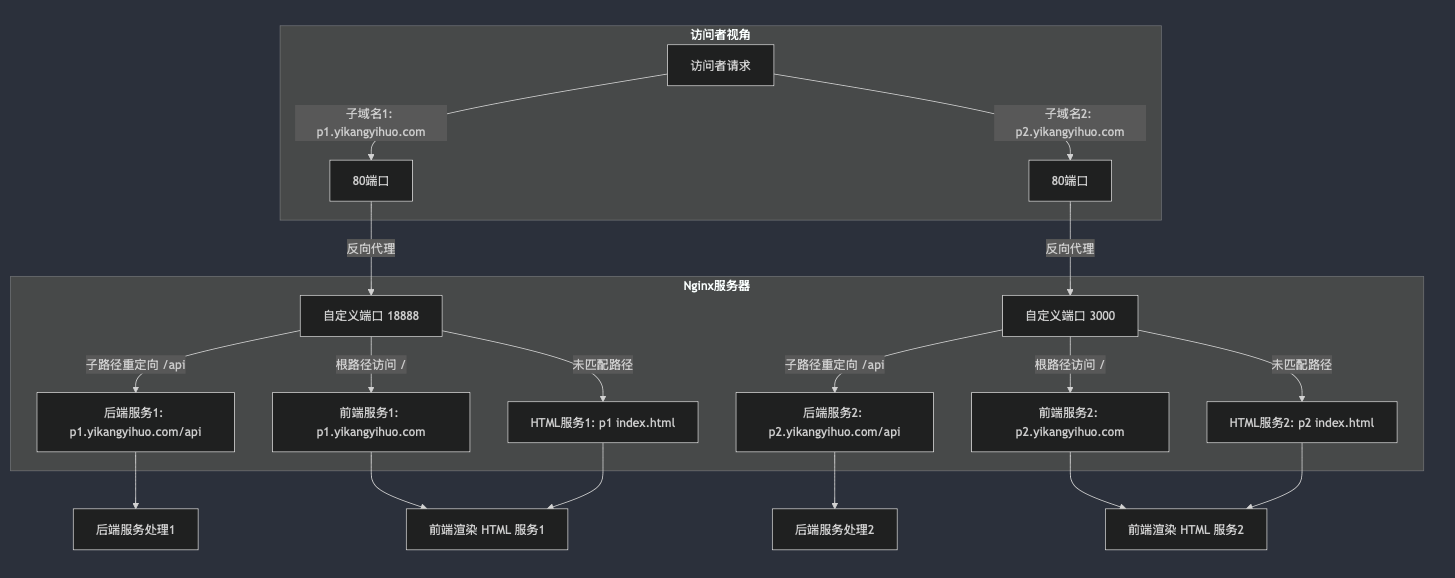 访问者视角
访问者请求
子域名1:
p1.yikangyihuo.com
子域名2:
p2.yikangyihuo.com
80端口
80端口
反向代理
反向代理
Nginx服务器
自定义端口 18888
自定义端口 3000
子路径重定向 /api
根路径访问 /
未匹配路径
子路径重定向 /api
根路径访问 /
未匹配路径
后端服务1:
p1.yikangyihuo.com/api
前端服务1:
p1.yikangyihuo.com
HTML服务1: p1 index.html
后端服务2:
p2.yikangyihuo.com/api
前端服务2:
p2.yikangyihuo.com
HTML服务2: p2 index.html
后端服务处理1
前端渲染 HTML 服务1
后端服务处理2
前端渲染 HTML 服务2